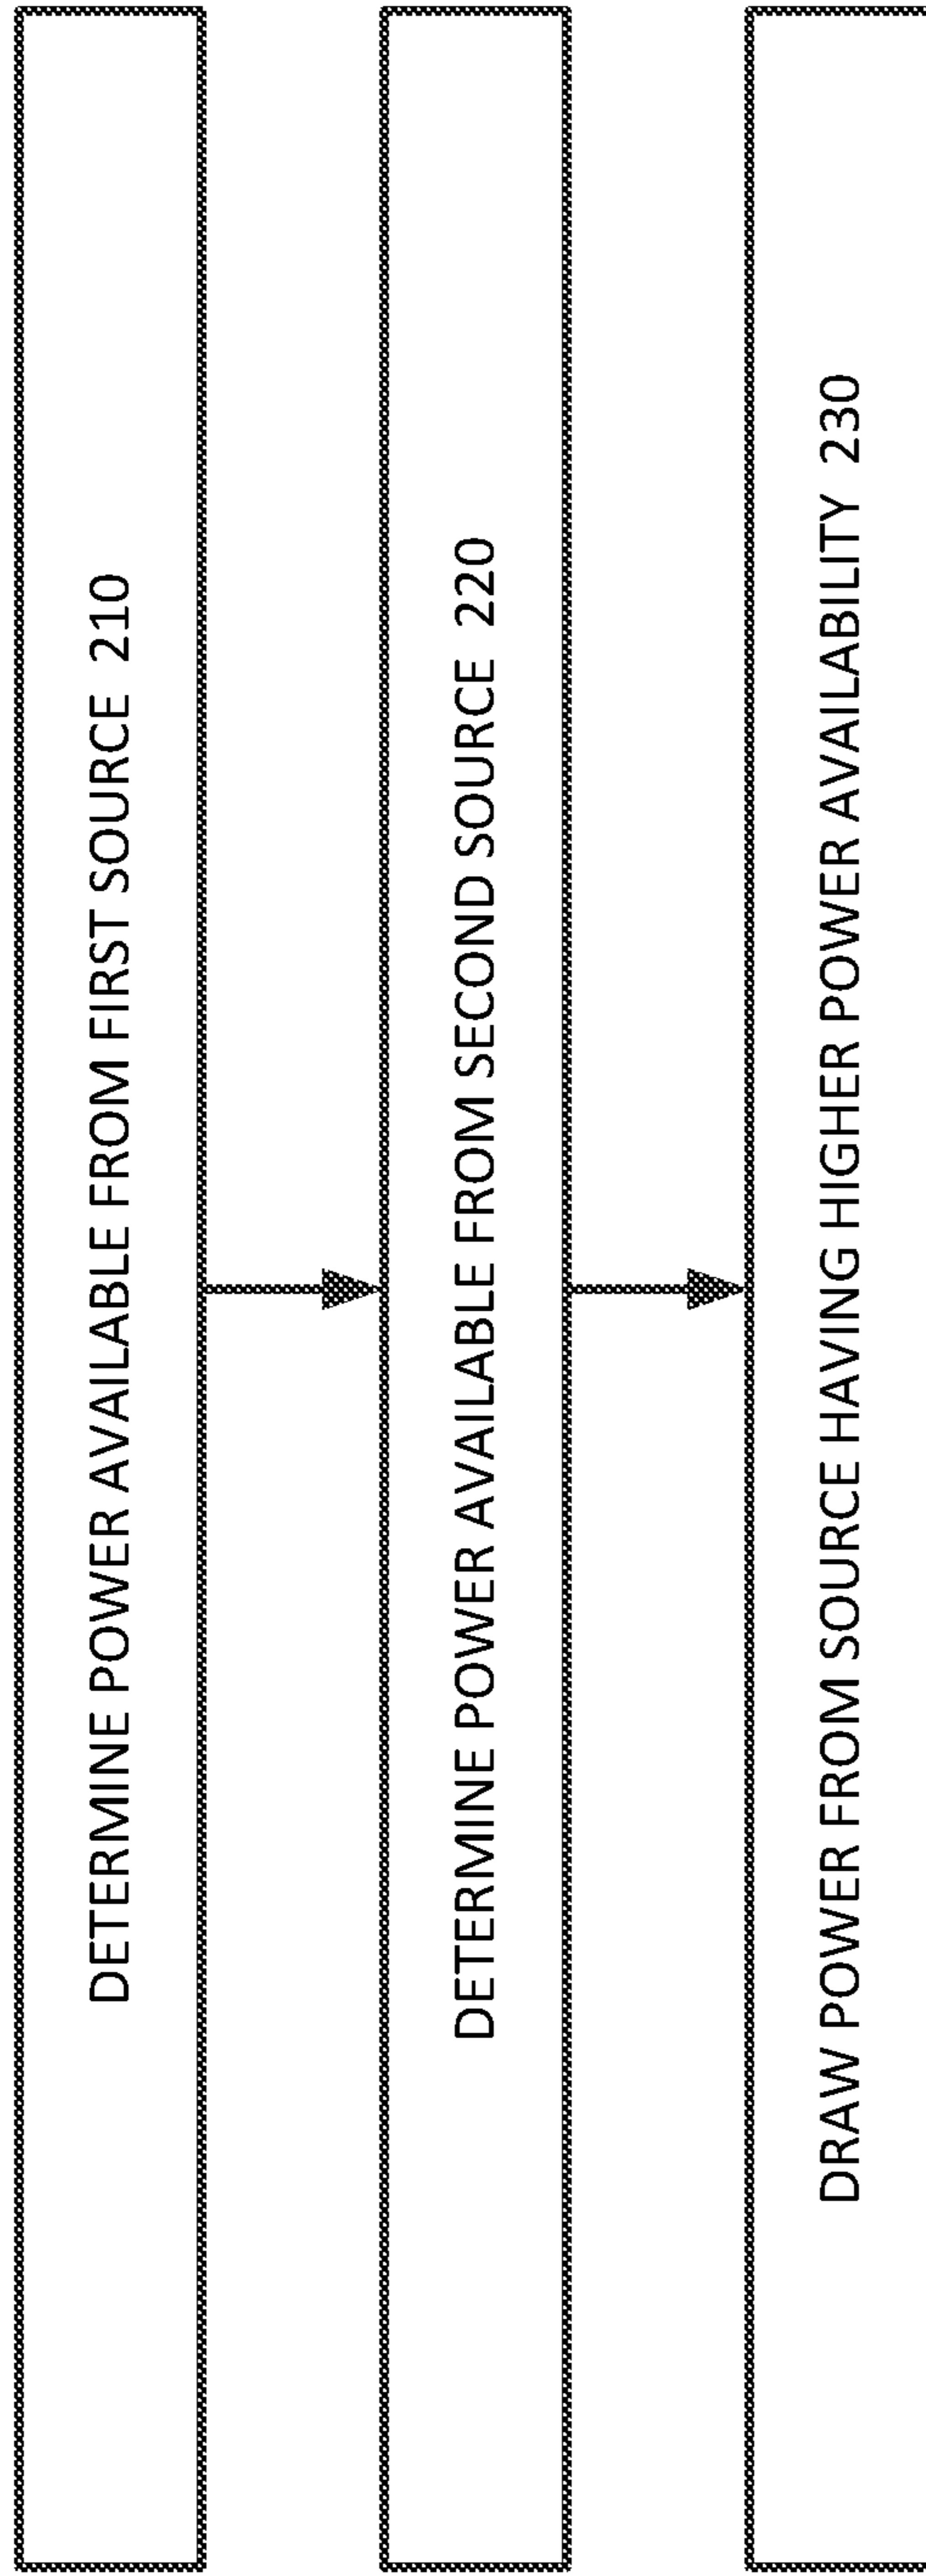 DETERMINE POWER AVAILABLE FROM FIRST SOURCE 210
DETERMINE POWER AVAILABLE FROM SECOND SOURCE 220
DRAW POWER FROM SOURCE HAVING HIGHER POWER AVAILABILITY 230